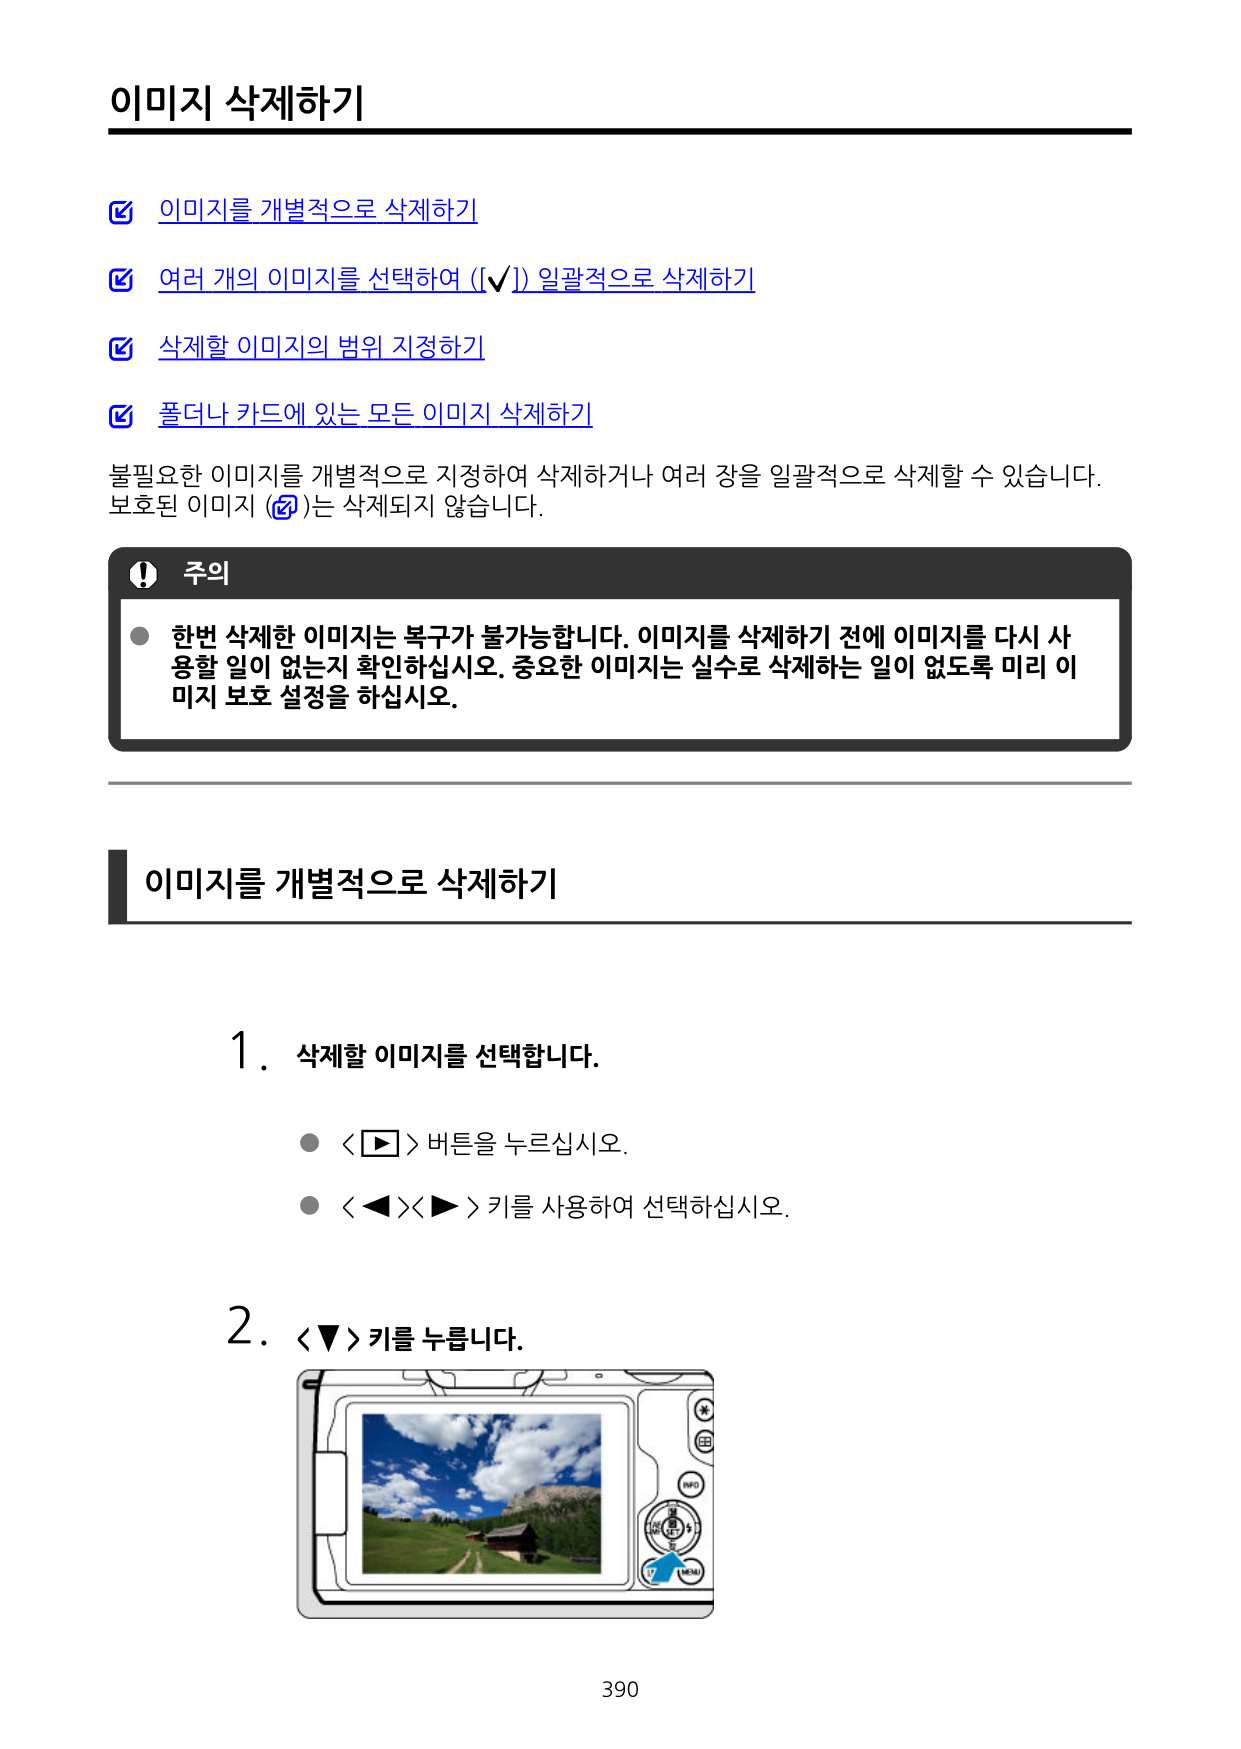 이미지 삭제하기
이미지를 개별적으로 삭제하기
여러 개의 이미지를 선택하여 ([✓]) 일괄적으로 삭제하기
삭제할 이미지의 범위 지정하기
폴더나 카드에 있는 모든 이미지 삭제하기
불필요한 이미지를 개별적으로 지정하여 삭제하거나 여러 장을 일괄적으로 삭제할 수 있습니다.
보호된 이미지 ( )는 삭제되지 않습니다.
주의
● 한번 삭제한 이미지는 복구가 불가능합니다. 이미지를 삭제하기 전에 이미지를 다시 사
용할 일이 없는지 확인하십시오. 중요한 이미지는 실수로 삭제하는 일이 없도록 미리 이
미지 보호 설정을 하십시오.
이미지를 개별적으로 삭제하기
1. 삭제할 이미지를 선택합니다.
● < ▶ > 버튼을 누르십시오.
● < ◀ >< ▶ > 키를 사용하여 선택하십시오.
2. < ▼ > 키를 누릅니다.
INFO
SET
MENU
390